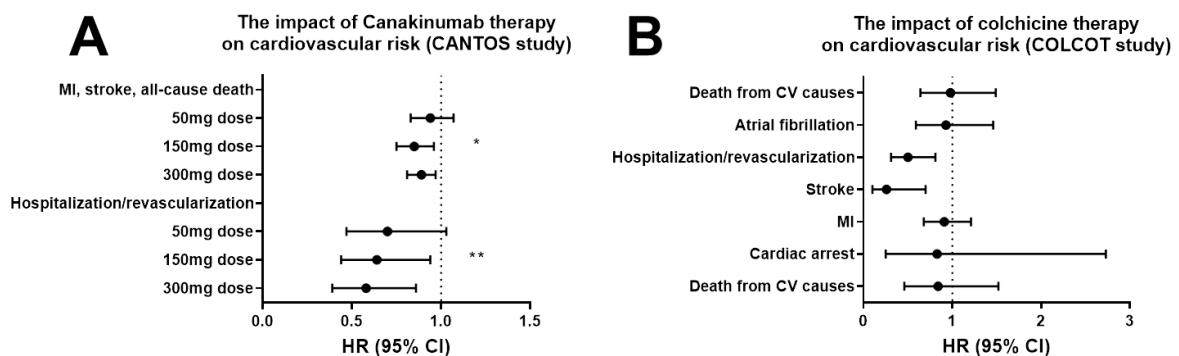 A
The impact of Canakinumab therapy
on cardiovascular risk (CANTOS study)
MI, stroke, all-cause death
50mg dose
150mg dose
*
300mg dose
Hospitalization/revascularization
50mg dose
150mg dose
**
300mg dose
0.0 0.5 1.0 1.5
HR (95% CI)
B
The impact of colchicine therapy
on cardiovascular risk (COLCOT study)
Death from CV causes
Atrial fibrillation
Hospitalization/revascularization
Stroke
MI
Cardiac arrest
Death from CV causes
0 1 2 3
HR (95% CI)